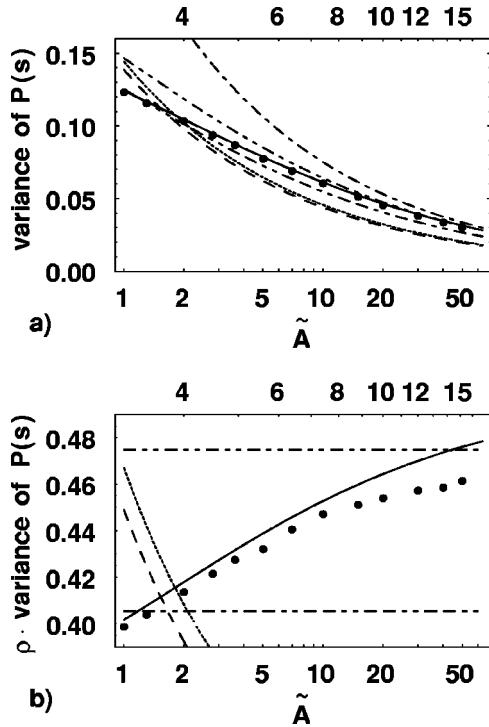 4 6 8 10 12 15
0.15
0.10
0.05
0.00
variance of P(s)
1 2 5 10 20 50
a)
Ã
4 6 8 10 12 15
0.48
0.46
0.44
0.42
0.40
ρ · variance of P(s)
1 2 5 10 20 50
b)
Ã